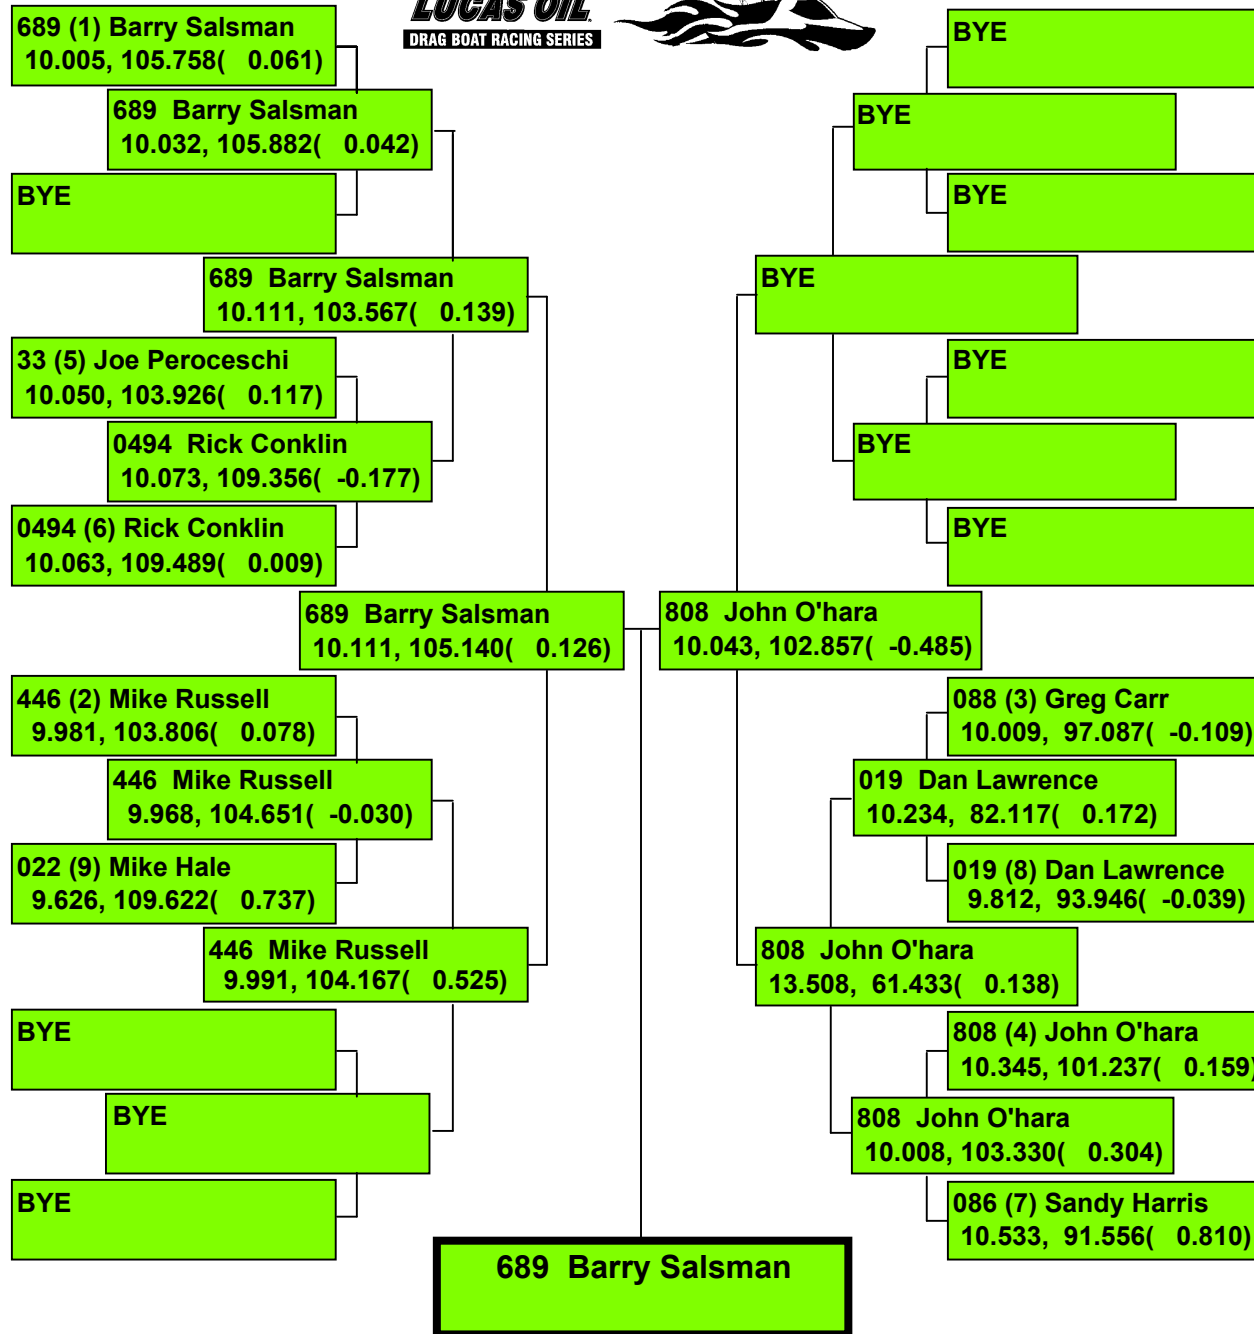 LUCAS OIL
DRAG BOAT RACING SERIES
689 (1) Barry Salsman
10.005, 105.758( 0.061)
689 Barry Salsman
10.032, 105.882( 0.042)
BYE
689 Barry Salsman
10.111, 103.567( 0.139)
33 (5) Joe Peroceschi
10.050, 103.926( 0.117)
0494 Rick Conklin
10.073, 109.356( -0.177)
0494 (6) Rick Conklin
10.063, 109.489( 0.009)
689 Barry Salsman
10.111, 105.140( 0.126)
446 (2) Mike Russell
9.981, 103.806( 0.078)
446 Mike Russell
9.968, 104.651( -0.030)
022 (9) Mike Hale
9.626, 109.622( 0.737)
446 Mike Russell
9.991, 104.167( 0.525)
BYE
BYE
BYE
BYE
BYE
BYE
BYE
BYE
BYE
BYE
808 John O'hara
10.043, 102.857( -0.485)
088 (3) Greg Carr
10.009, 97.087( -0.109)
019 Dan Lawrence
10.234, 82.117( 0.172)
019 (8) Dan Lawrence
9.812, 93.946( -0.039)
808 John O'hara
13.508, 61.433( 0.138)
808 (4) John O'hara
10.345, 101.237( 0.159)
808 John O'hara
10.008, 103.330( 0.304)
086 (7) Sandy Harris
10.533, 91.556( 0.810)
689 Barry Salsman